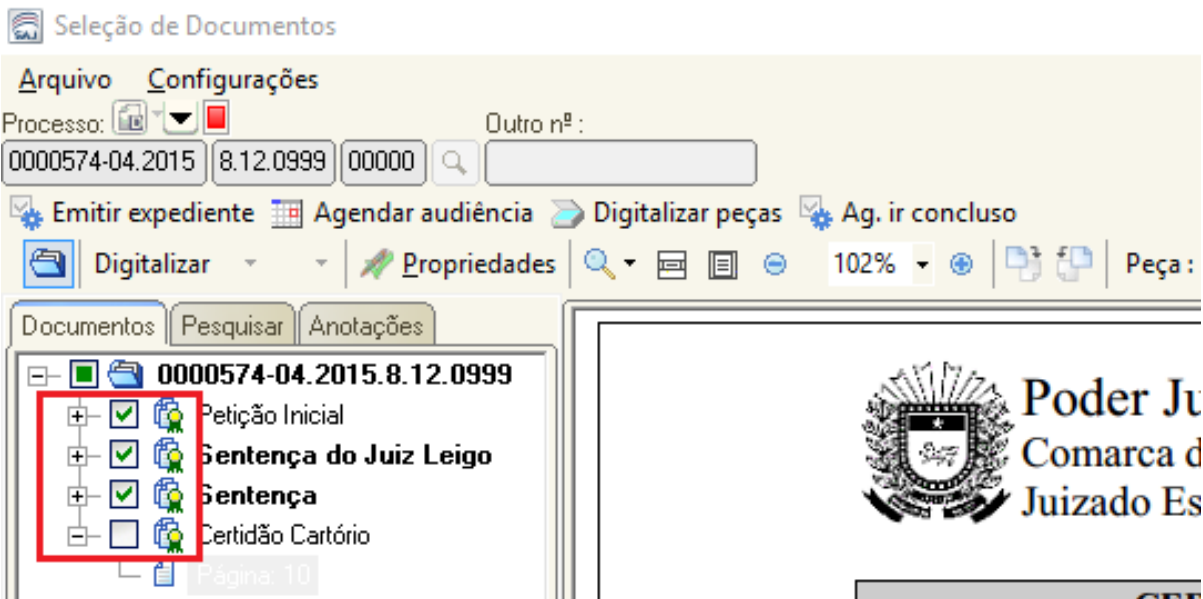 Seleção de Documentos
Arquivo Configurações
Processo: Outro nº :
0000574-04.2015 8.12.0999 00000
Emitir expediente Agendar audiência Digitalizar peças Ag. ir concluso
Digitalizar Propriedades 102% Peça :
Documentos Pesquisar Anotações
0000574-04.2015.8.12.0999
Petição Inicial
Sentença do Juiz Leigo
Sentença
Certidão Cartório
Página: 10
Poder Ju
Comarca d
Juizado Es